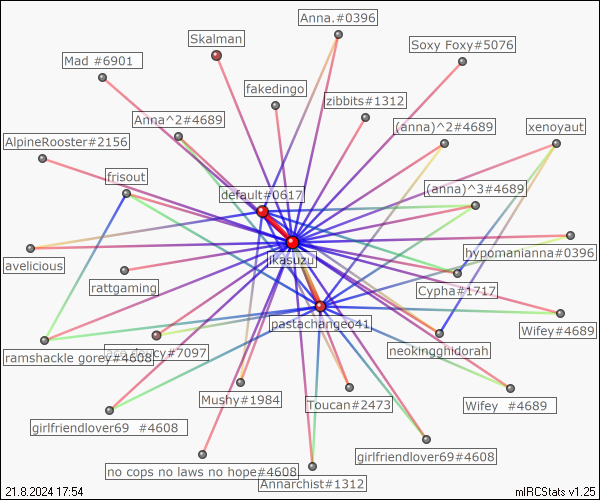 Anna.#0396
Skalman
Soxy Foxy#5076
Mad #6901
fakedingo
zibbits#1312
Anna^2#4689
(anna)^2#4689
xenoyaut
AlpineRooster#2156
frisout
default#0617
(anna)^3#4689
hypomanianna#0396
ikasuzu
avelicious
rattgaming
Cypha#1717
pastachangeo41
Wifey#4689
neokingghidorah
ramshackle gorey#4608
#7097
Mushy#1984
Toucan#2473
Wifey #4689
girlfriendlover69 #4608
girlfriendlover69#4608
no cops no laws no hope#4608
Annarchist#1312
21.8.2024 17:54
mIRCStats v1.25